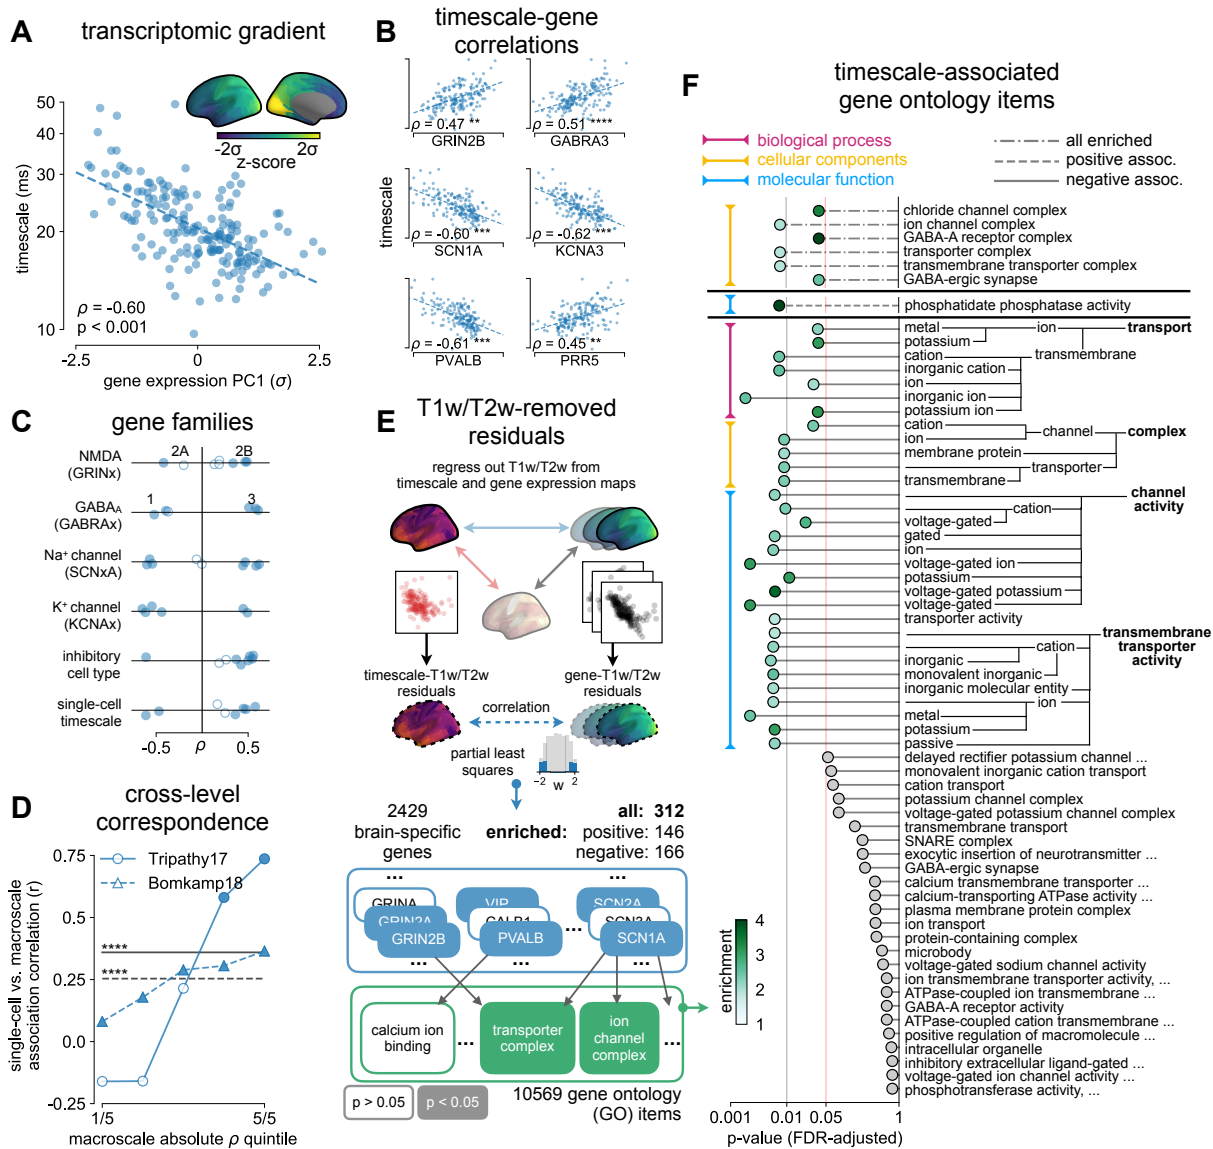 A
transcriptomic gradient
50
40
30
20
10
timescale (ms)
-2σ
2σ
z-score
ρ = -0.60
p < 0.001
-2.5
0
2.5
gene expression PC1 (σ)
B
timescale-gene
correlations
timescale
ρ = 0.47 **
GRIN2B
ρ = 0.51 ****
GABRA3
ρ = -0.60 ***
SCN1A
ρ = -0.62 ***
KCNA3
ρ = -0.61 ***
PVALB
ρ = 0.45 **
PRR5
C
gene families
2A
2B
NMDA
(GRINx)
1
3
GABAA
(GABRAx)
Na+ channel
(SCNxA)
K+ channel
(KCNAx)
inhibitory
cell type
single-cell
timescale
-0.5
ρ
0.5
D
cross-level
correspondence
0.75
0.5
0.25
0.0
-0.25
single-cell vs. macroscale
association correlation (r)
Tripathy17
Bomkamp18
****
****
1/5
5/5
macroscale absolute ρ quintile
E
T1w/T2w-removed
residuals
regress out T1w/T2w from
timescale and gene expression maps
timescale-T1w/T2w
residuals
gene-T1w/T2w
residuals
correlation
partial least
squares
−2
2
w
2429
brain-specific
genes
all: 312
enriched: positive: 146
negative: 166
...
...
...
GRINA
GRIN2A
GRIN2B
VIP
CALB1
PVALB
...
SCN2A
SCN3A
SCN1A
...
...
...
calcium ion
binding
...
transporter
complex
ion
channel
complex
...
p > 0.05
p < 0.05
10569 gene ontology
(GO) items
F
timescale-associated
gene ontology items
biological process
cellular components
molecular function
all enriched
positive assoc.
negative assoc.
chloride channel complex
ion channel complex
GABA-A receptor complex
transporter complex
transmembrane transporter complex
GABA-ergic synapse
phosphatidate phosphatase activity
metal
ion
transport
potassium
cation
transmembrane
inorganic cation
ion
inorganic ion
potassium ion
cation
channel
complex
ion
membrane protein
transporter
transmembrane
channel
activity
cation
voltage-gated
gated
ion
voltage-gated ion
potassium
voltage-gated potassium
voltage-gated
transporter activity
transmembrane
transporter
activity
cation
inorganic
monovalent inorganic
inorganic molecular entity
ion
metal
potassium
passive
delayed rectifier potassium channel ...
monovalent inorganic cation transport
cation transport
potassium channel complex
voltage-gated potassium channel complex
transmembrane transport
SNARE complex
exocytic insertion of neurotransmitter ...
GABA-ergic synapse
calcium transmembrane transporter ...
calcium-transporting ATPase activity ...
plasma membrane protein complex
ion transport
protein-containing complex
microbody
voltage-gated sodium channel activity
ion transmembrane transporter activity, ...
ATPase-coupled ion transmembrane ...
GABA-A receptor activity
ATPase-coupled cation transmembrane ...
positive regulation of macromolecule ...
intracellular organelle
inhibitory extracellular ligand-gated ...
voltage-gated ion channel activity ...
phosphotransferase activity, ...
enrichment
4
3
2
1
0.001
0.01
0.05
1
p-value (FDR-adjusted)